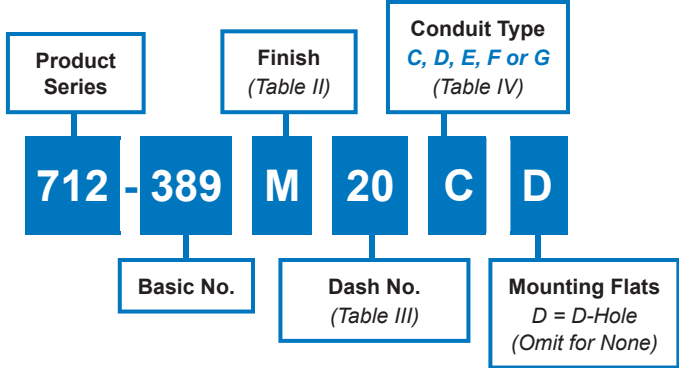 Product
Series
Finish
(Table II)
Conduit Type
C, D, E, F or G
(Table IV)
712 - 389 M 20 C D
Basic No.
Dash No.
(Table III)
Mounting Flats
D = D-Hole
(Omit for None)